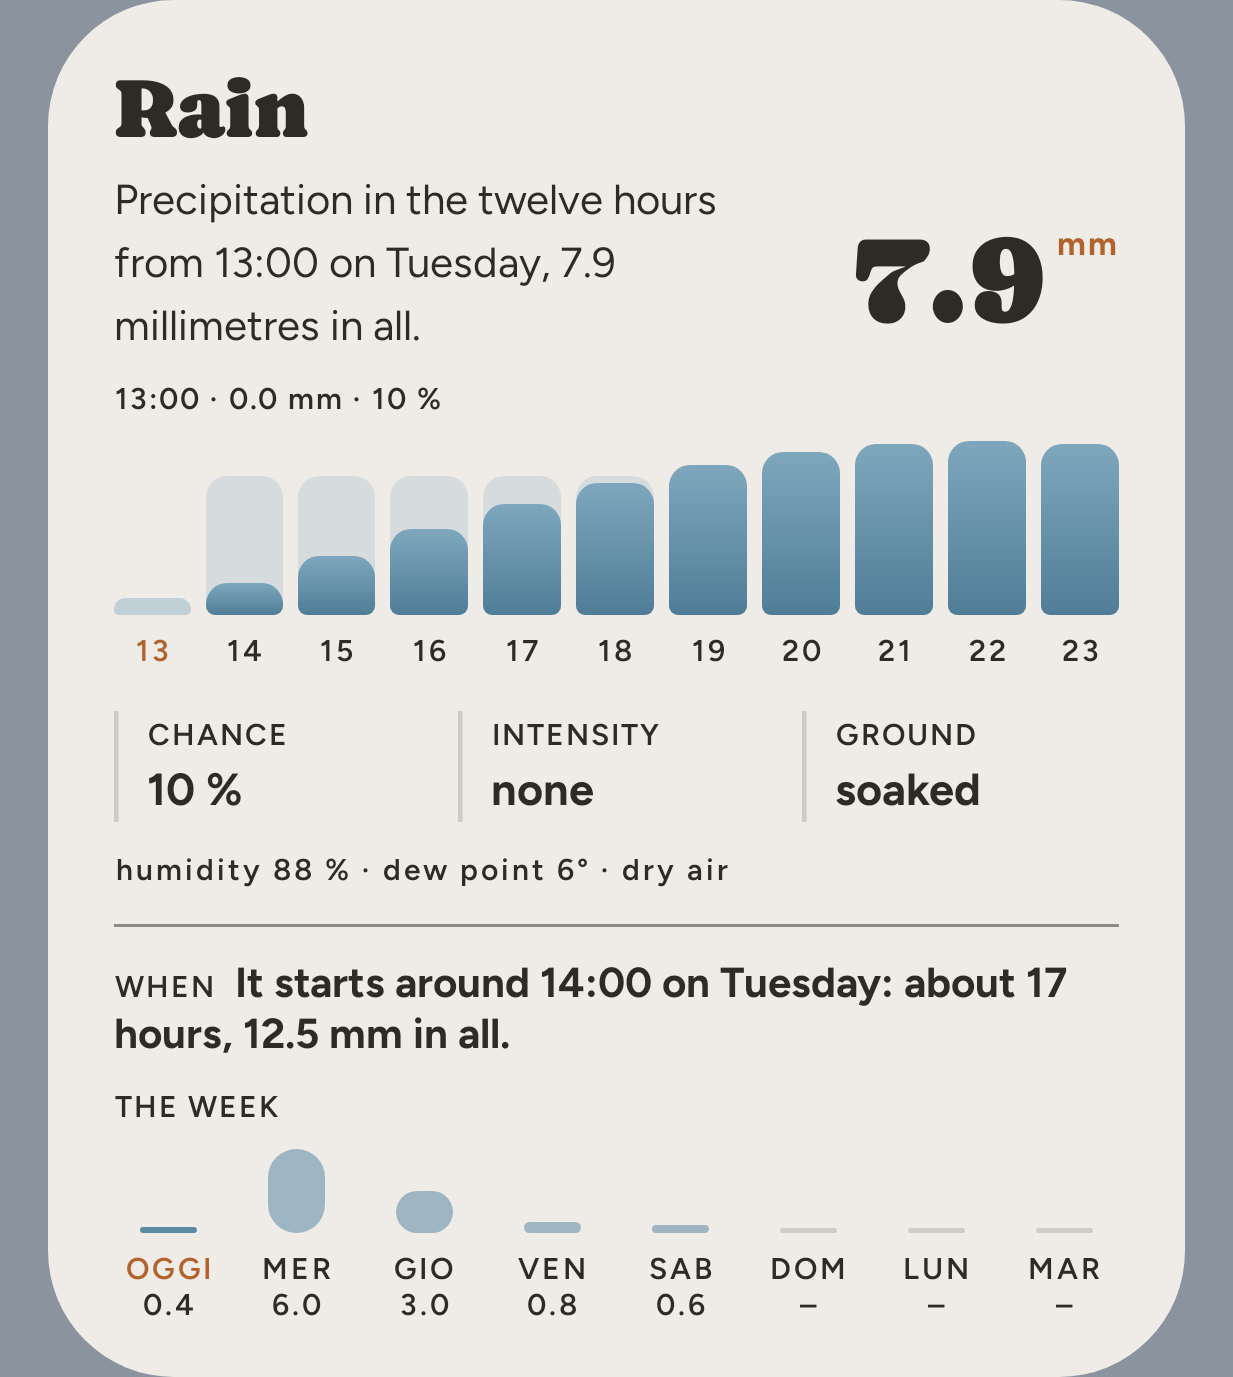 Rain
Precipitation in the twelve hours
from 13:00 on Tuesday, 7.9
millimetres in all.
7.9 mm
13:00 · 0.0 mm · 10 %
13 14 15 16 17 18 19 20 21 22 23
CHANCE INTENSITY GROUND
10 % none soaked
humidity 88 % · dew point 6° · dry air
WHEN It starts around 14:00 on Tuesday: about 17
hours, 12.5 mm in all.
THE WEEK
OGGI MER GIO VEN SAB DOM LUN MAR
0.4 6.0 3.0 0.8 0.6 – – –